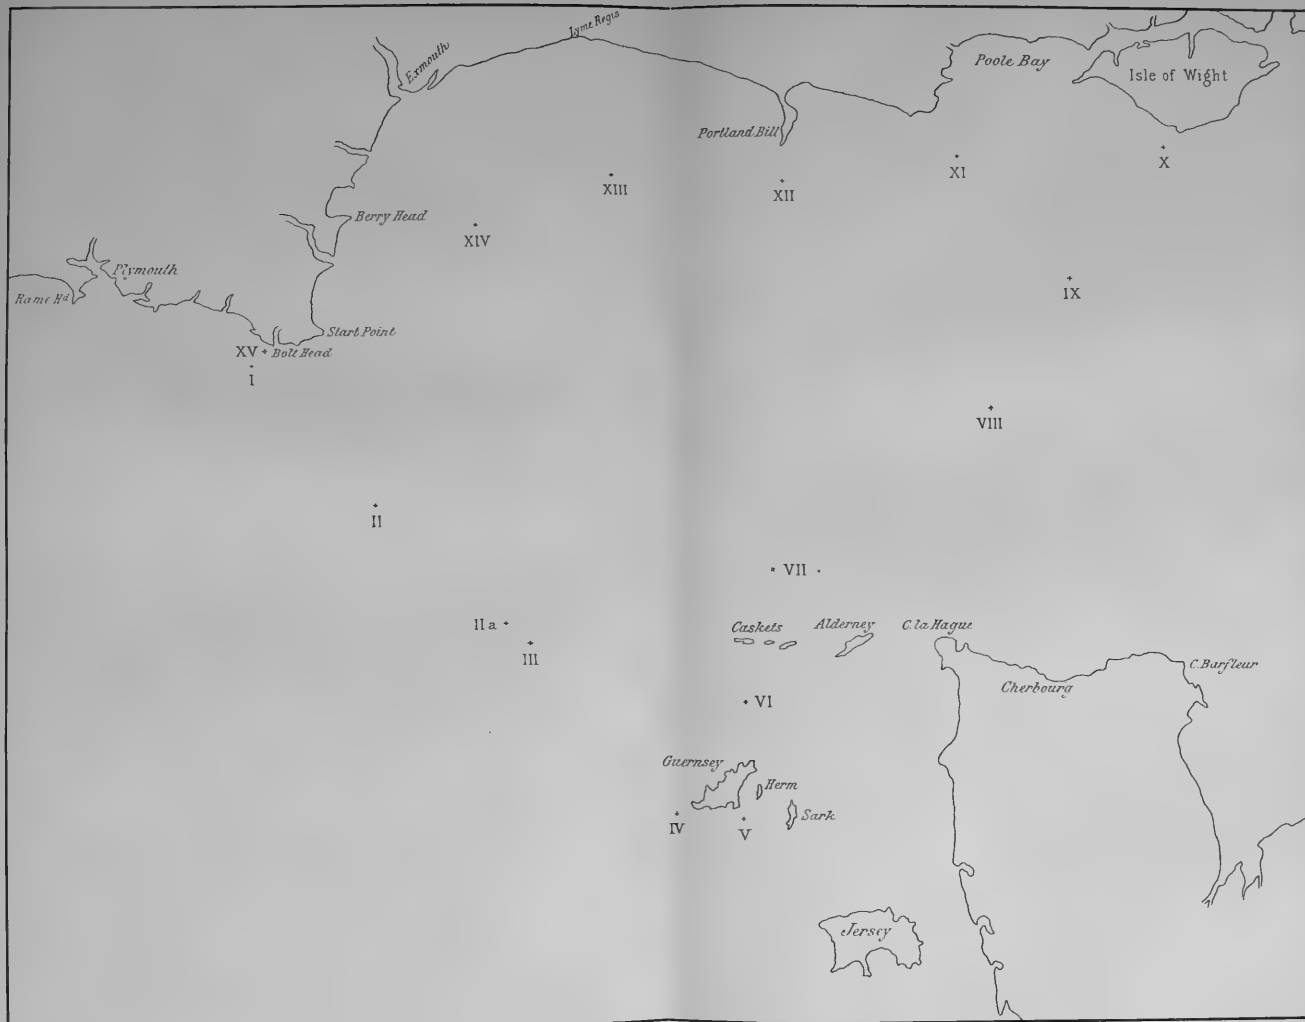 Lyme Regis
Exmouth
Poole Bay
Isle of Wight
Portland Bill
XI
X
XIII
XII
Berry Head
XIV
Plymouth
Rame Hd
IX
Start Point
XV
Bolt Head
I
VIII
II
VII
IIa
Caskets
Alderney
C. la Hague
III
C. Barfleur
Cherbourg
VI
Guernsey
Herm
Sark
IV
V
Jersey